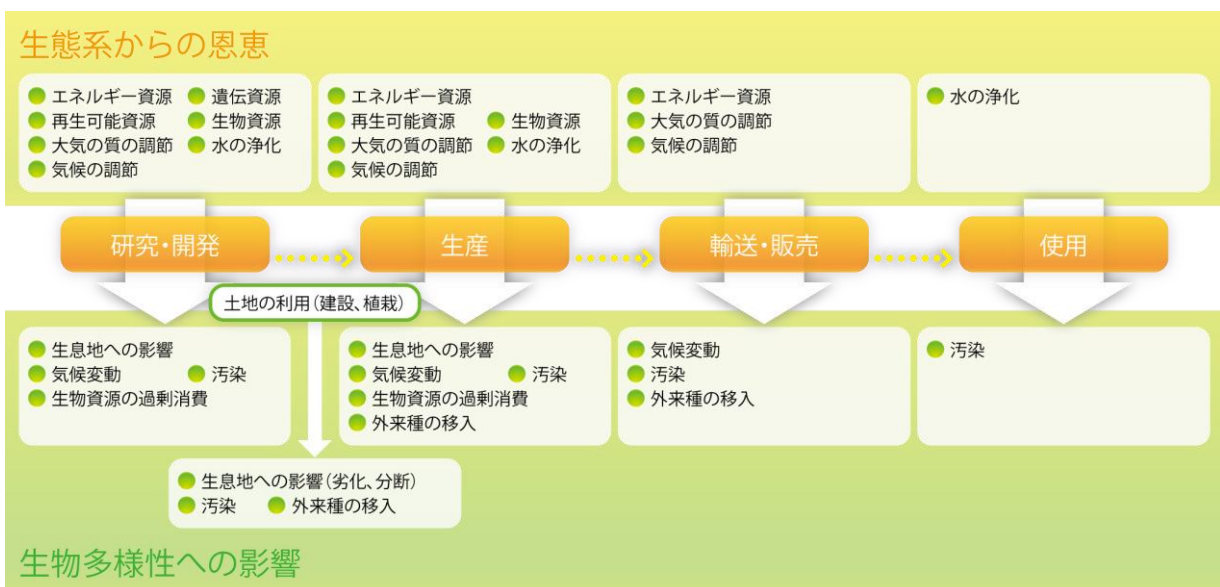 生態系からの恩恵
エネルギー資源 遺伝資源
再生可能資源 生物資源
大気の質の調節 水の浄化
気候の調節
エネルギー資源
再生可能資源 生物資源
大気の質の調節 水の浄化
気候の調節
エネルギー資源
大気の質の調節
気候の調節
水の浄化
研究・開発
生産
輸送・販売
使用
土地の利用(建設、植栽)
生息地への影響
気候変動 汚染
生物資源の過剰消費
生息地への影響
気候変動 汚染
生物資源の過剰消費
外来種の移入
気候変動
汚染
外来種の移入
汚染
生息地への影響(劣化、分断)
汚染 外来種の移入
生物多様性への影響